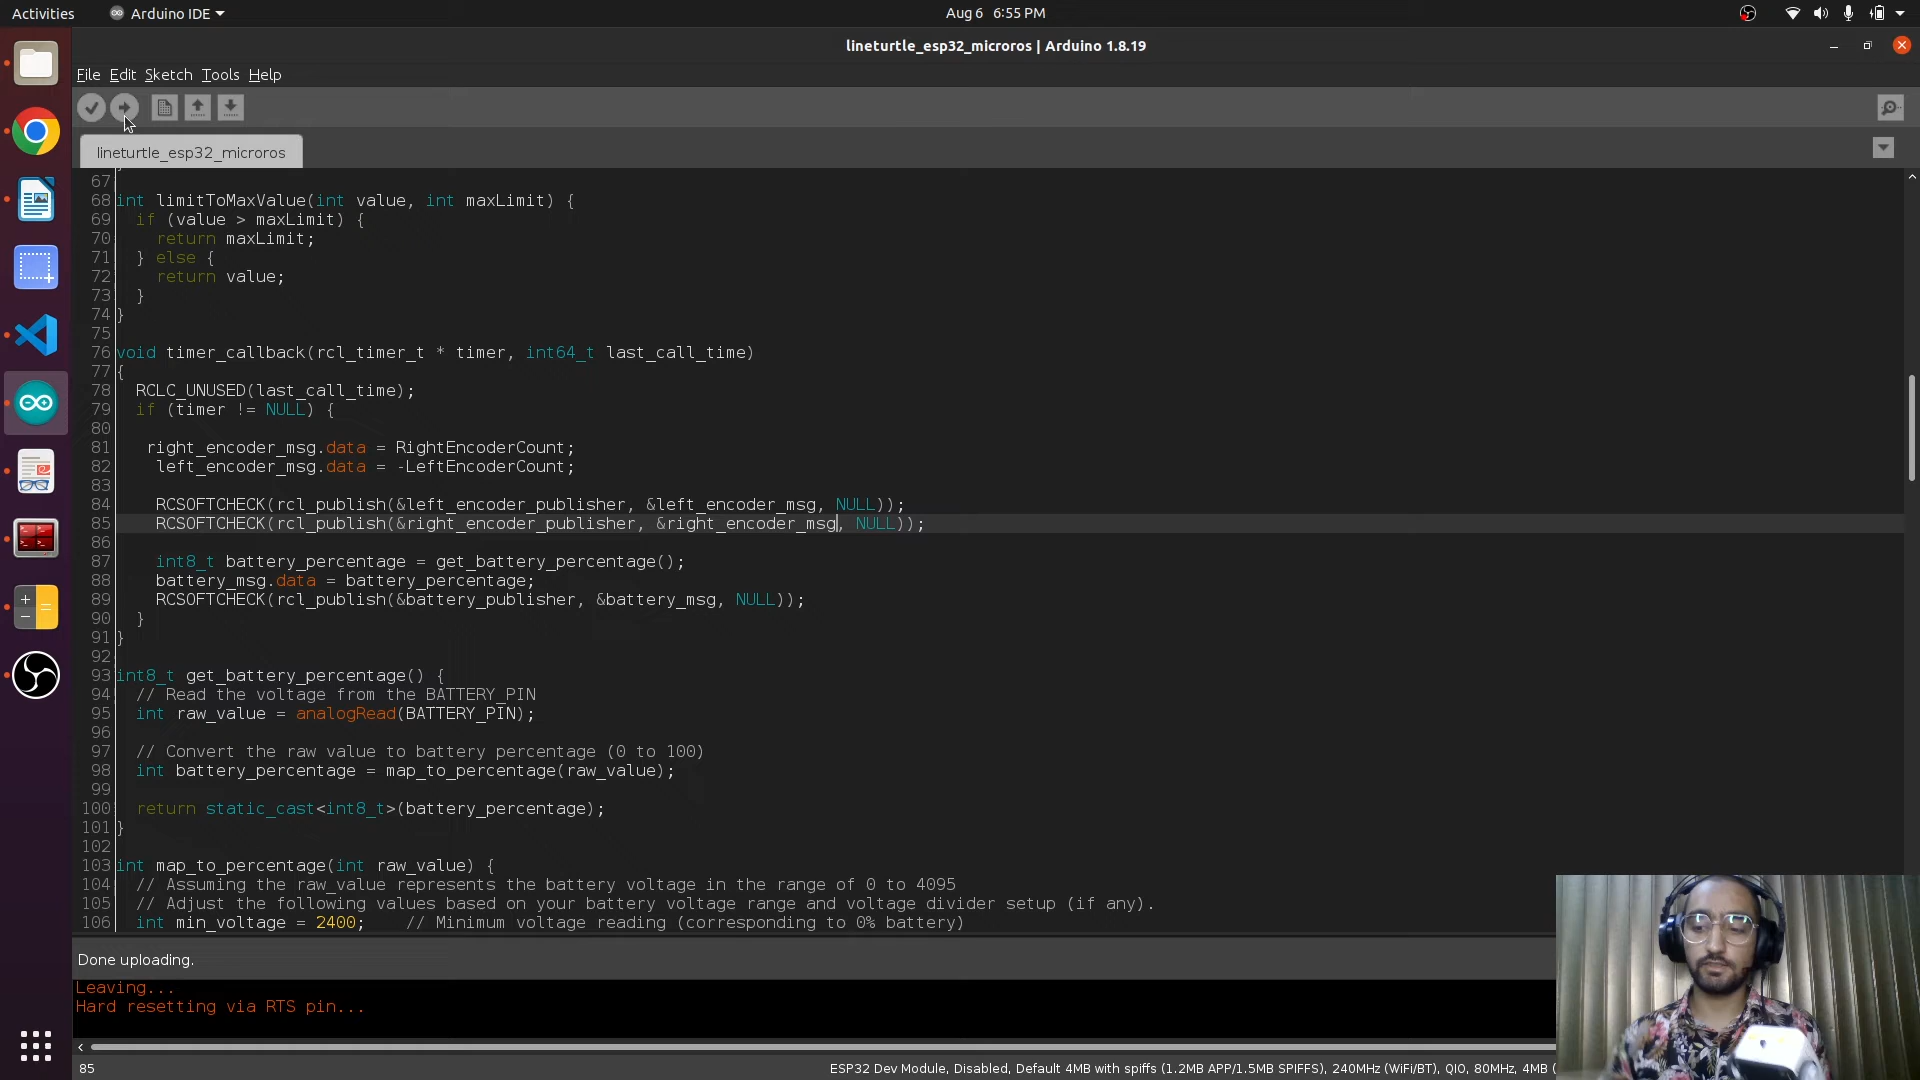 Activities
Arduino IDE
Aug 6 6:55 PM
lineturtle_esp32_microros | Arduino 1.8.19
File Edit Sketch Tools Help
lineturtle_esp32_microros
67
68 int limitToMaxValue(int value, int maxLimit) {
69 if (value > maxLimit) {
70 return maxLimit;
71 } else {
72 return value;
73 }
74 }
75
76 void timer_callback(rcl_timer_t * timer, int64_t last_call_time)
77 {
78 RCLC_UNUSED(last_call_time);
79 if (timer != NULL) {
80
81 right_encoder_msg.data = RightEncoderCount;
82 left_encoder_msg.data = -LeftEncoderCount;
83
84 RCSOFTCHECK(rcl_publish(&left_encoder_publisher, &left_encoder_msg, NULL));
85 RCSOFTCHECK(rcl_publish(&right_encoder_publisher, &right_encoder_msg, NULL));
86
87 int8_t battery_percentage = get_battery_percentage();
88 battery_msg.data = battery_percentage;
89 RCSOFTCHECK(rcl_publish(&battery_publisher, &battery_msg, NULL));
90 }
91 }
92
93 int8_t get_battery_percentage() {
94 // Read the voltage from the BATTERY_PIN
95 int raw_value = analogRead(BATTERY_PIN);
96
97 // Convert the raw value to battery percentage (0 to 100)
98 int battery_percentage = map_to_percentage(raw_value);
99
100 return static_cast<int8_t>(battery_percentage);
101 }
102
103 int map_to_percentage(int raw_value) {
104 // Assuming the raw_value represents the battery voltage in the range of 0 to 4095
105 // Adjust the following values based on your battery voltage range and voltage divider setup (if any).
106 int min_voltage = 2400; // Minimum voltage reading (corresponding to 0% battery)
Done uploading.
Leaving...
Hard resetting via RTS pin...
85
ESP32 Dev Module, Disabled, Default 4MB with spiffs (1.2MB APP/1.5MB SPIFFS), 240MHz (WiFi/BT), QIO, 80MHz, 4MB (